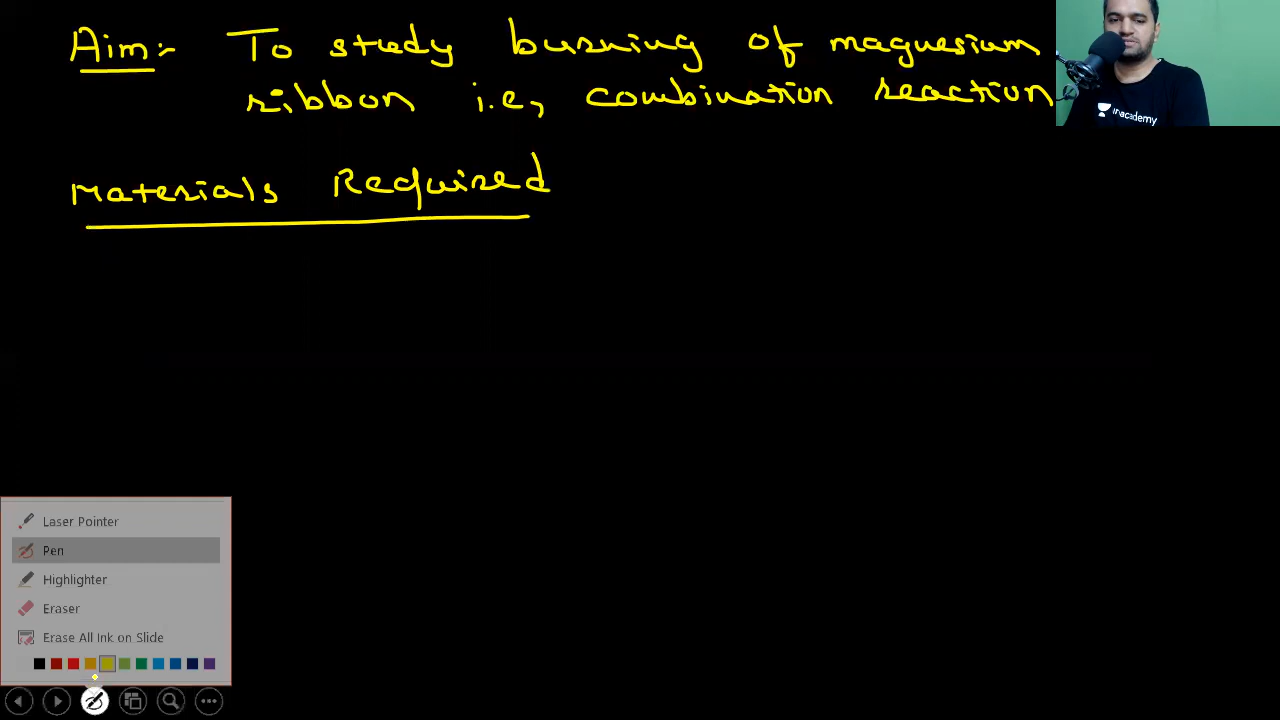 Aim:- To study burning of magnesium
ribbon i.e, combination reaction
Materials Required
unacademy
Laser Pointer
Pen
Highlighter
Eraser
Erase All Ink on Slide